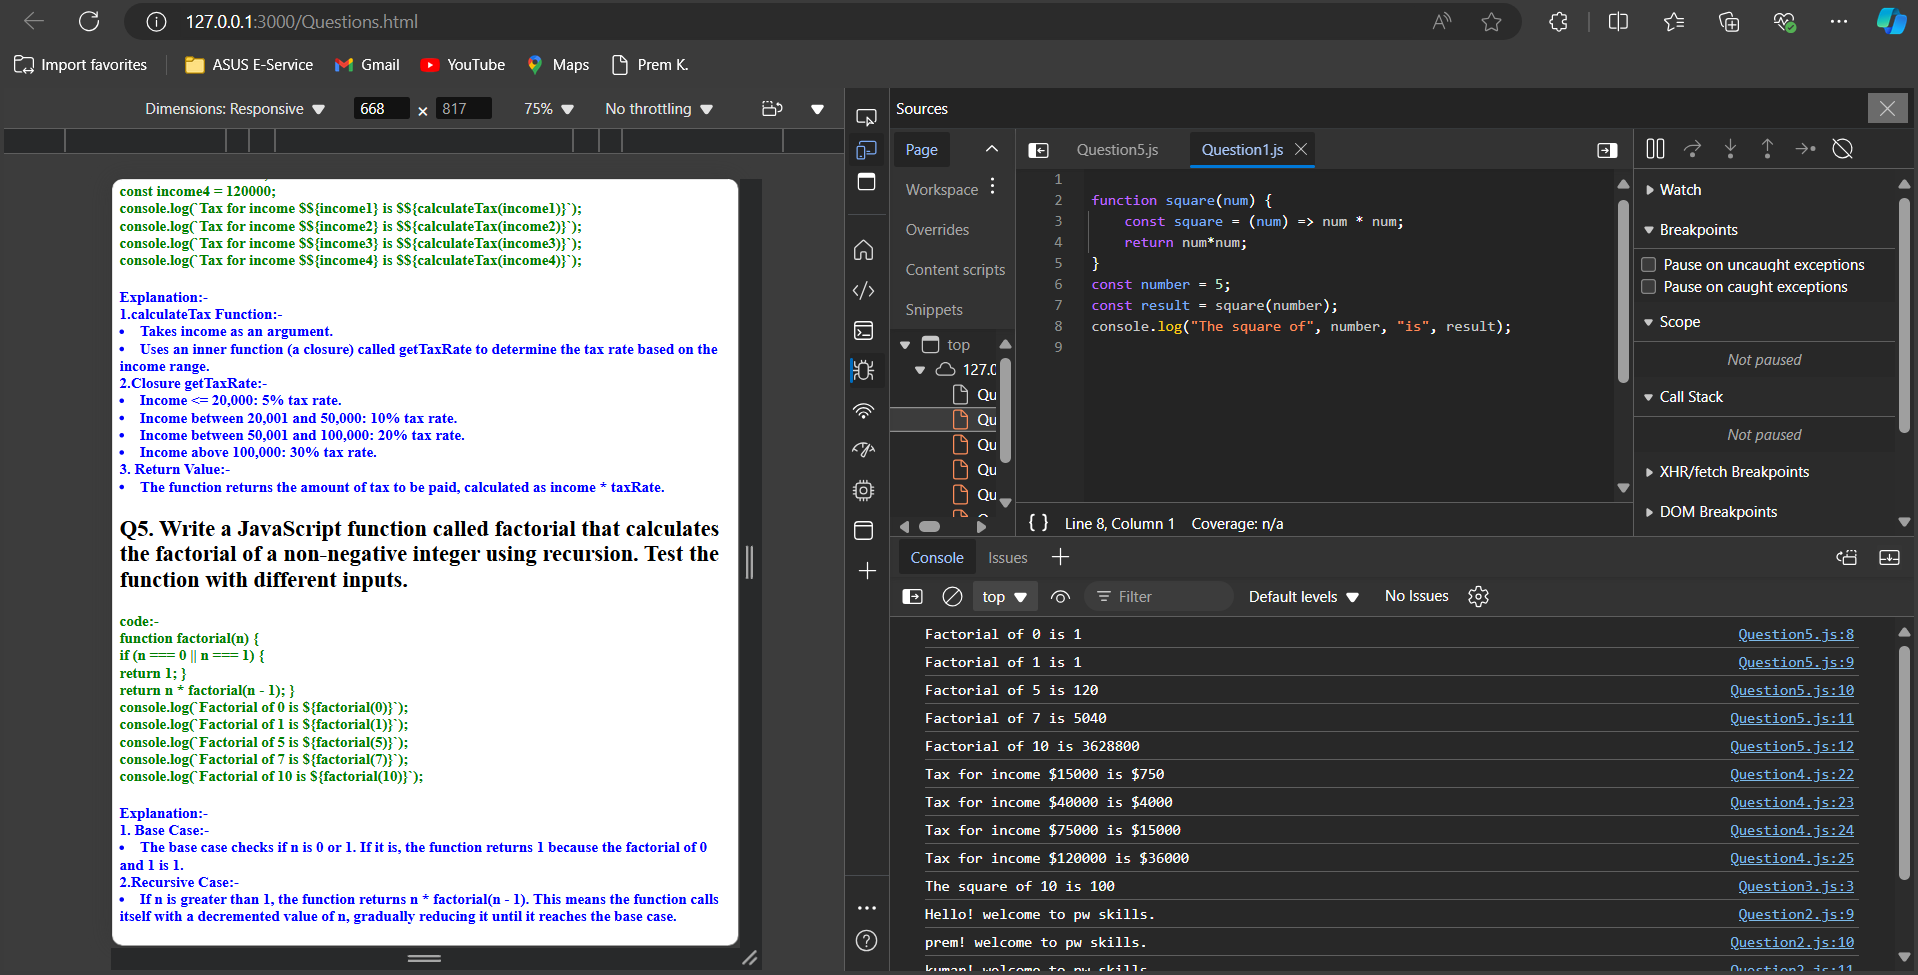 127.0.0.1:3000/Questions.html
Import favorites
ASUS E-Service
Gmail
YouTube
Maps
Prem K.
Dimensions: Responsive
668 × 817
75%
No throttling
const income4 = 120000;
console.log(`Tax for income $${income1} is $${calculateTax(income1)}`);
console.log(`Tax for income $${income2} is $${calculateTax(income2)}`);
console.log(`Tax for income $${income3} is $${calculateTax(income3)}`);
console.log(`Tax for income $${income4} is $${calculateTax(income4)}`);
Explanation:-
1.calculateTax Function:-
• Takes income as an argument.
• Uses an inner function (a closure) called getTaxRate to determine the tax rate based on the
income range.
2.Closure getTaxRate:-
• Income <= 20,000: 5% tax rate.
• Income between 20,001 and 50,000: 10% tax rate.
• Income between 50,001 and 100,000: 20% tax rate.
• Income above 100,000: 30% tax rate.
3. Return Value:-
• The function returns the amount of tax to be paid, calculated as income * taxRate.
Q5. Write a JavaScript function called factorial that calculates
the factorial of a non-negative integer using recursion. Test the
function with different inputs.
code:-
function factorial(n) {
if (n === 0 || n === 1) {
return 1; }
return n * factorial(n - 1); }
console.log(`Factorial of 0 is ${factorial(0)}`);
console.log(`Factorial of 1 is ${factorial(1)}`);
console.log(`Factorial of 5 is ${factorial(5)}`);
console.log(`Factorial of 7 is ${factorial(7)}`);
console.log(`Factorial of 10 is ${factorial(10)}`);
Explanation:-
1. Base Case:-
• The base case checks if n is 0 or 1. If it is, the function returns 1 because the factorial of 0
and 1 is 1.
2.Recursive Case:-
• If n is greater than 1, the function returns n * factorial(n - 1). This means the function calls
itself with a decremented value of n, gradually reducing it until it reaches the base case.
Sources
Page
Workspace
Overrides
Content scripts
Snippets
top
127.0
Qu
Qu
Qu
Qu
Qu
Question5.js
Question1.js
1
2 function square(num) {
3 const square = (num) => num * num;
4 return num*num;
5 }
6 const number = 5;
7 const result = square(number);
8 console.log("The square of", number, "is", result);
9
{ } Line 8, Column 1 Coverage: n/a
Watch
Breakpoints
Pause on uncaught exceptions
Pause on caught exceptions
Scope
Not paused
Call Stack
Not paused
XHR/fetch Breakpoints
DOM Breakpoints
Console
Issues
top
Filter
Default levels
No Issues
Factorial of 0 is 1 Question5.js:8
Factorial of 1 is 1 Question5.js:9
Factorial of 5 is 120 Question5.js:10
Factorial of 7 is 5040 Question5.js:11
Factorial of 10 is 3628800 Question5.js:12
Tax for income $15000 is $750 Question4.js:22
Tax for income $40000 is $4000 Question4.js:23
Tax for income $75000 is $15000 Question4.js:24
Tax for income $120000 is $36000 Question4.js:25
The square of 10 is 100 Question3.js:3
Hello! welcome to pw skills. Question2.js:9
prem! welcome to pw skills. Question2.js:10
kumar! welcome to pw skills. Question2.js:11